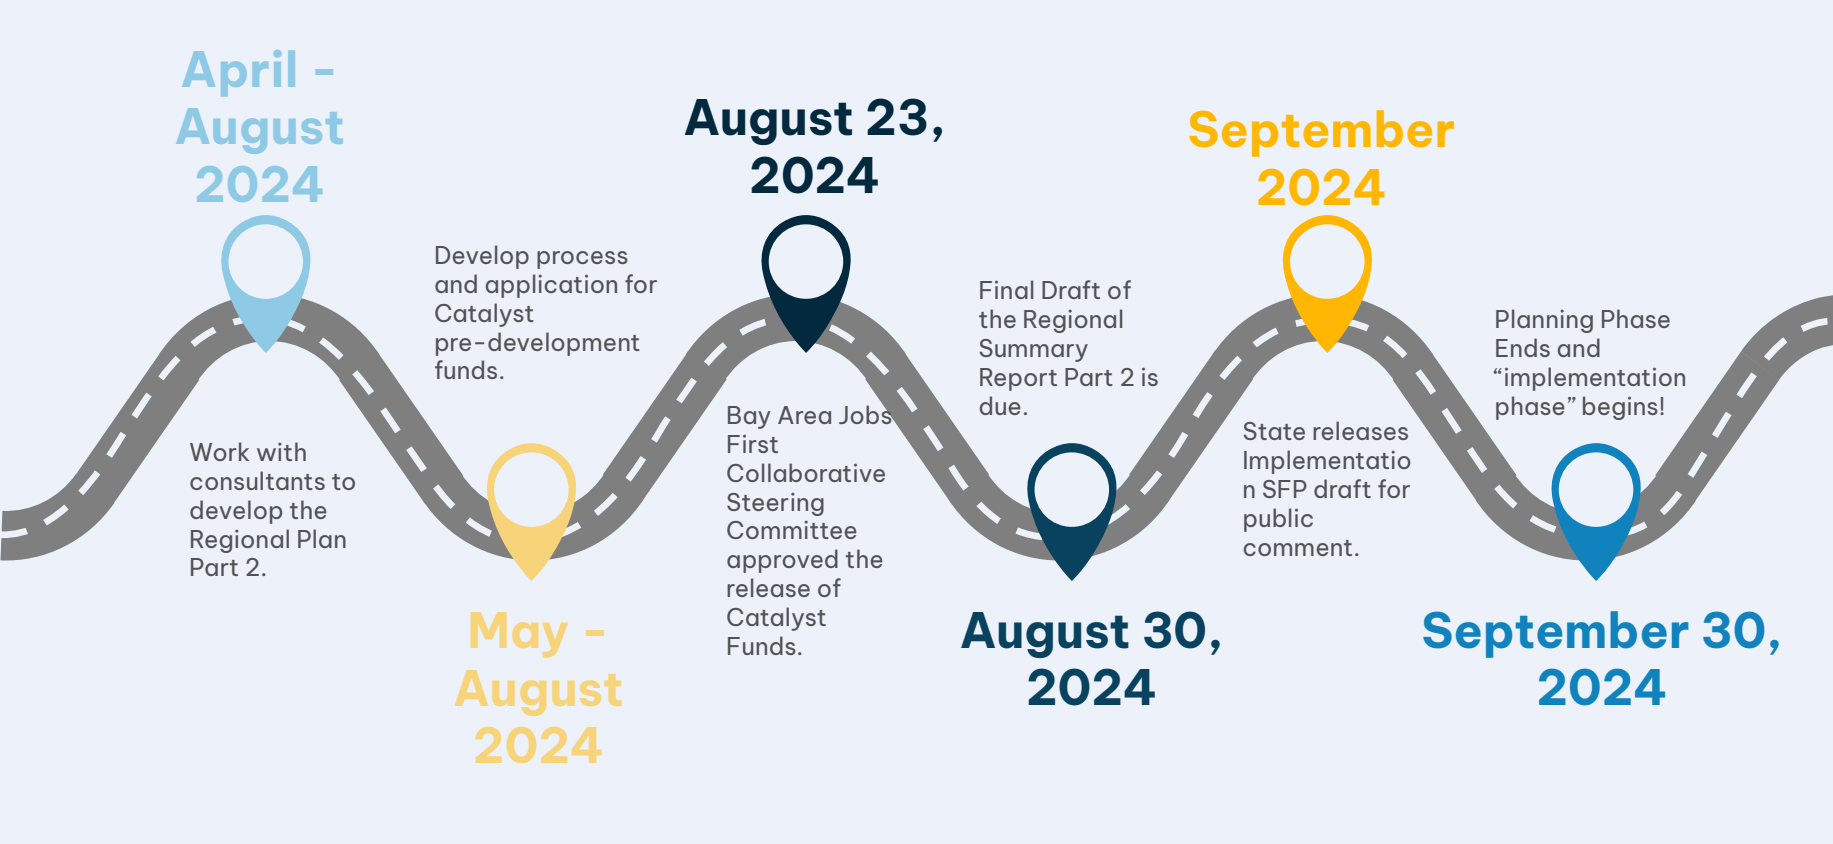 April -
August
2024
Work with
consultants to
develop the
Regional Plan
Part 2.
Develop process
and application for
Catalyst
pre-development
funds.
May -
August
2024
August 23,
2024
Bay Area Jobs
First
Collaborative
Steering
Committee
approved the
release of
Catalyst
Funds.
Final Draft of
the Regional
Summary
Report Part 2 is
due.
August 30,
2024
September
2024
State releases
Implementatio
n SFP draft for
public
comment.
Planning Phase
Ends and
“implementation
phase” begins!
September 30,
2024